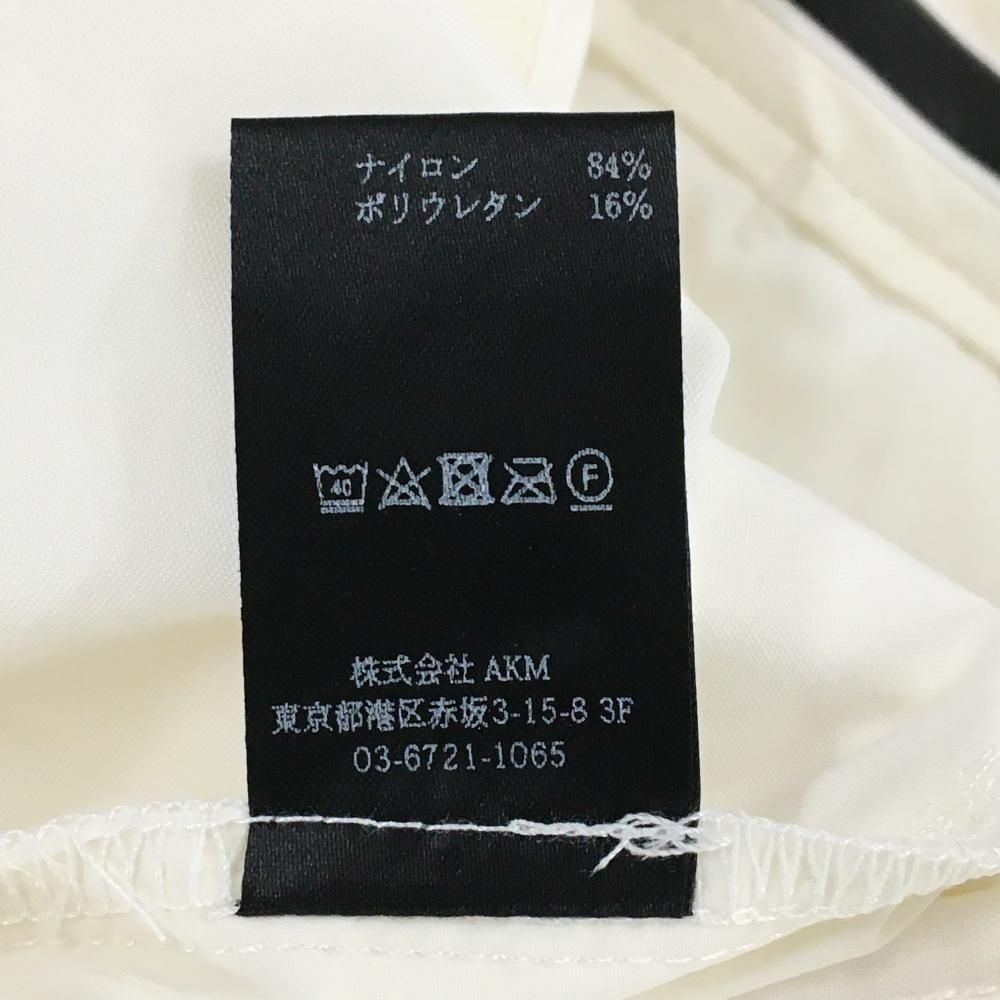 ナイロン 84%
ポリウレタン 16%
40 F
株式会社 AKM
東京都港区赤坂3-15-8 3F
03-6721-1065